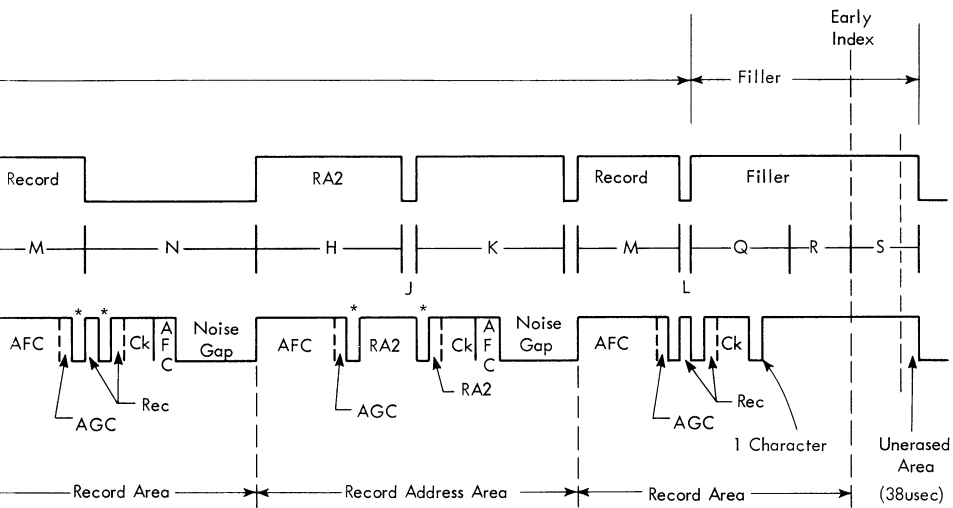 Early
Index
Filler
Record
RA2
Record
Filler
M
N
H
K
M
Q
R
S
J
L
*
*
*
*
AFC
Ck
A
F
C
Noise
Gap
AFC
RA2
Ck
A
F
C
Noise
Gap
AFC
Ck
Rec
AGC
RA2
AGC
Rec
AGC
1 Character
Unerased
Area
(38usec)
Record Area
Record Address Area
Record Area